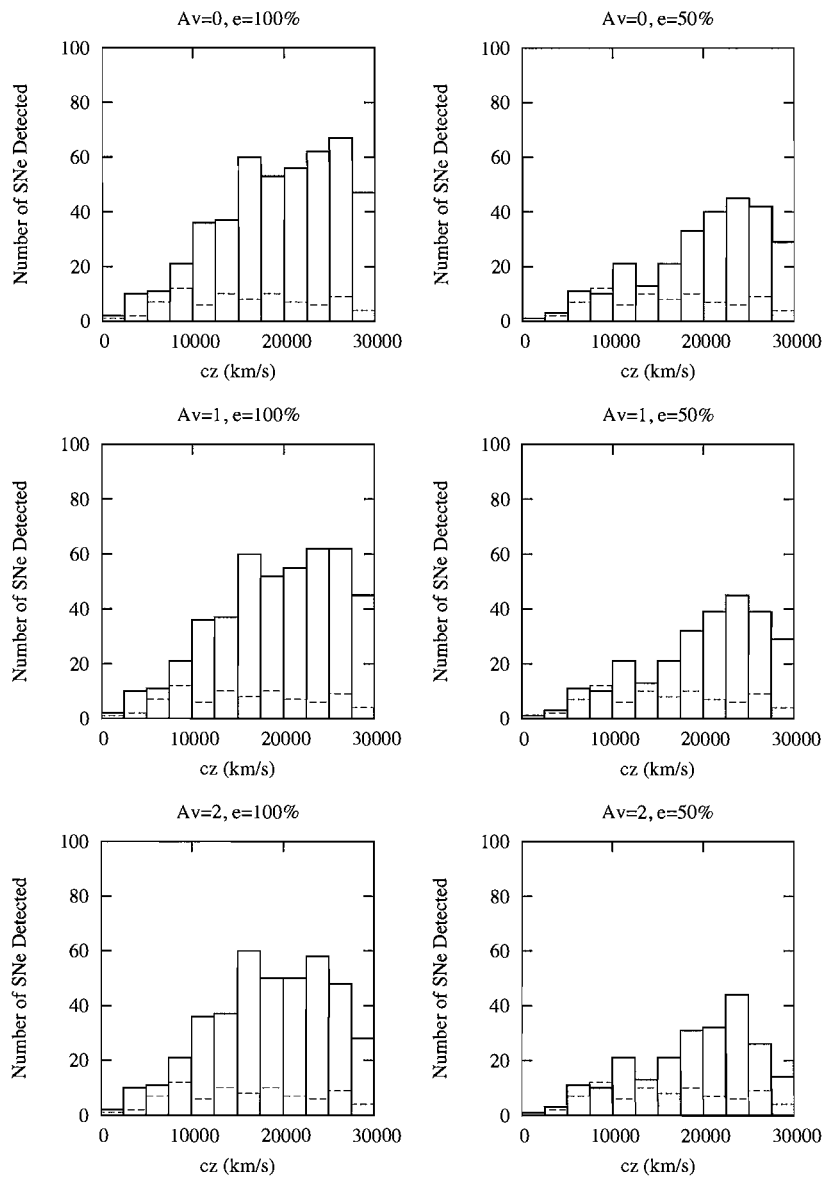 Av=0, e=100%
Number of SNe Detected
100
80
60
40
20
0
0 10000 20000 30000
cz (km/s)
Av=0, e=50%
Number of SNe Detected
100
80
60
40
20
0
0 10000 20000 30000
cz (km/s)
Av=1, e=100%
Number of SNe Detected
100
80
60
40
20
0
0 10000 20000 30000
cz (km/s)
Av=1, e=50%
Number of SNe Detected
100
80
60
40
20
0
0 10000 20000 30000
cz (km/s)
Av=2, e=100%
Number of SNe Detected
100
80
60
40
20
0
0 10000 20000 30000
cz (km/s)
Av=2, e=50%
Number of SNe Detected
100
80
60
40
20
0
0 10000 20000 30000
cz (km/s)